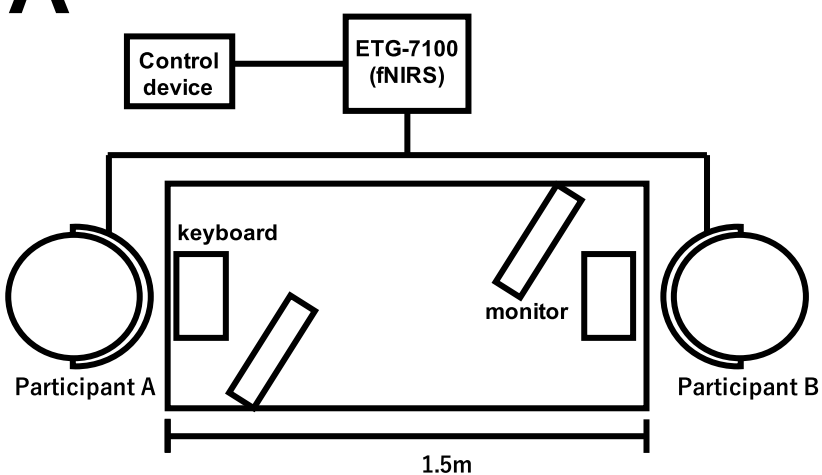 A
Control
device
ETG-7100
(fNIRS)
keyboard
monitor
Participant A
Participant B
1.5m